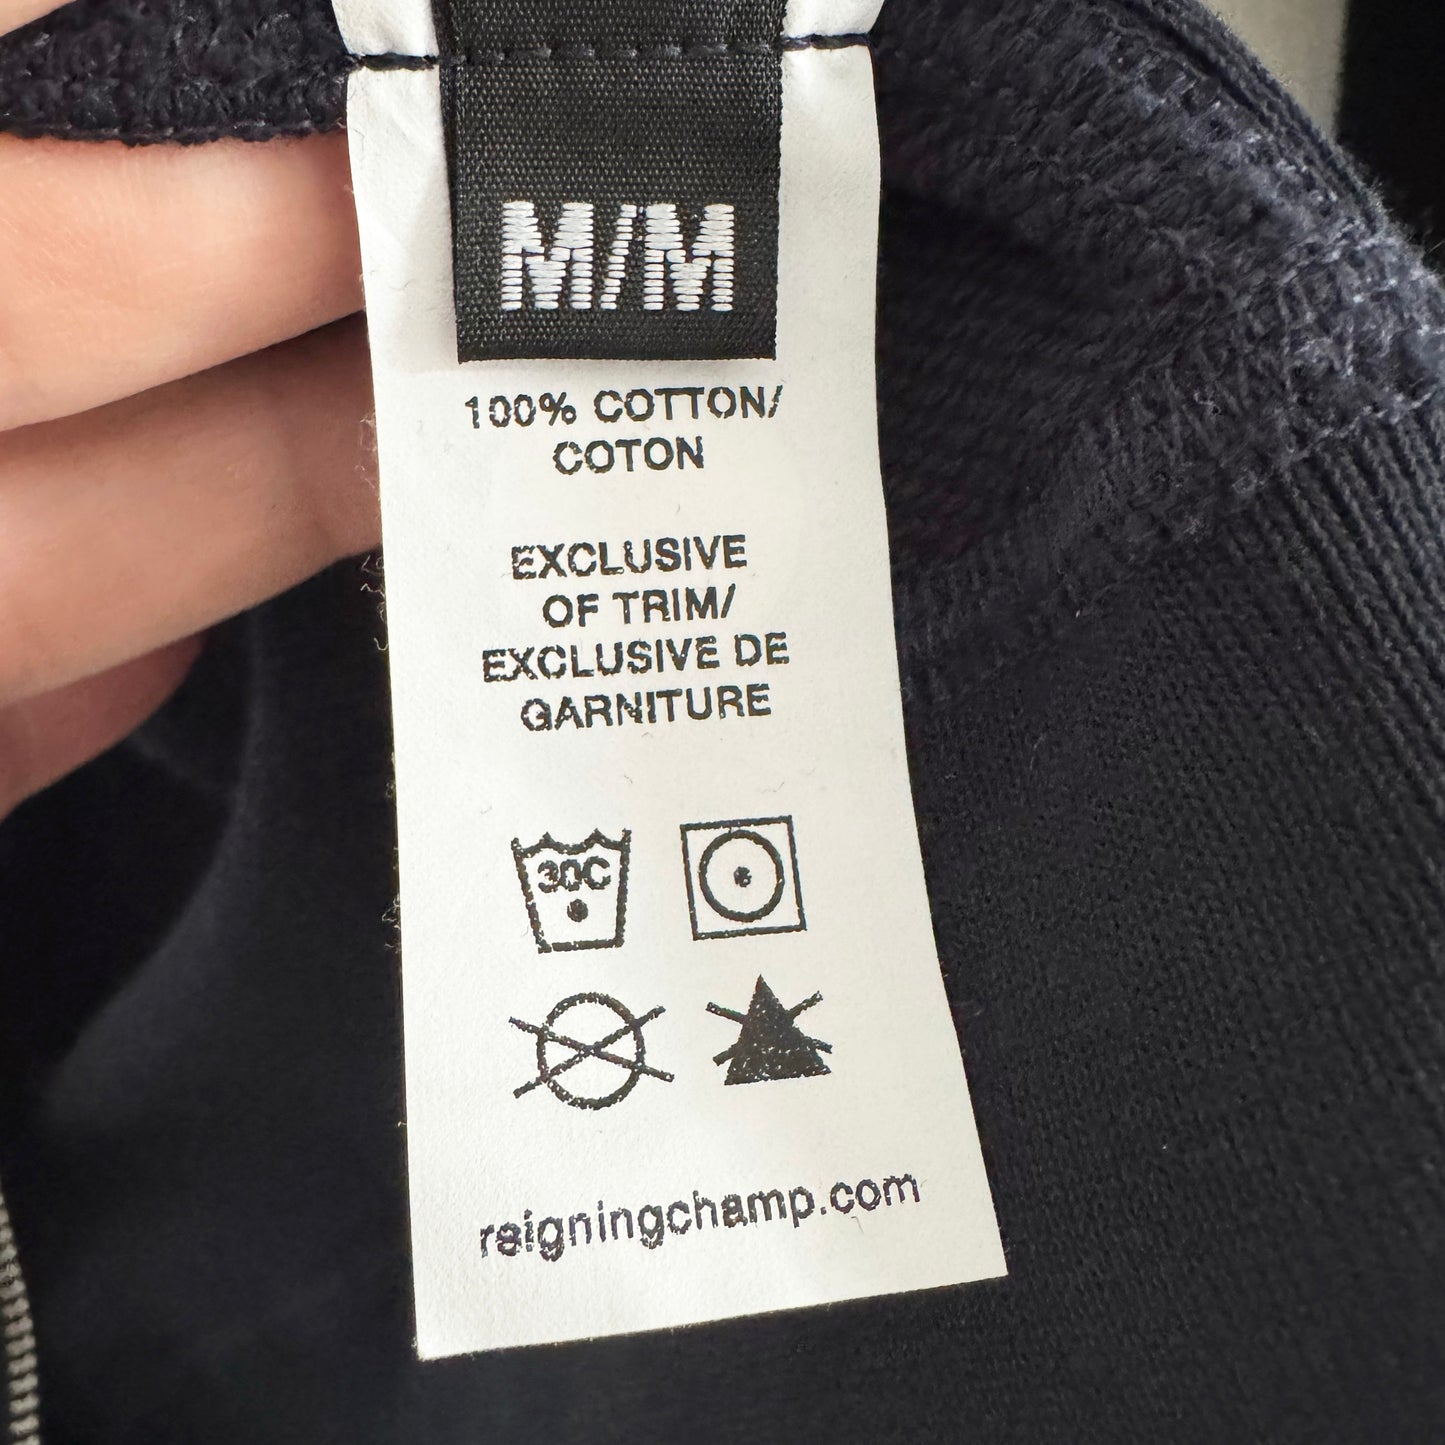 M/M
100% COTTON/
COTON
EXCLUSIVE
OF TRIM/
EXCLUSIVE DE
GARNITURE
30C
reigningchamp.com